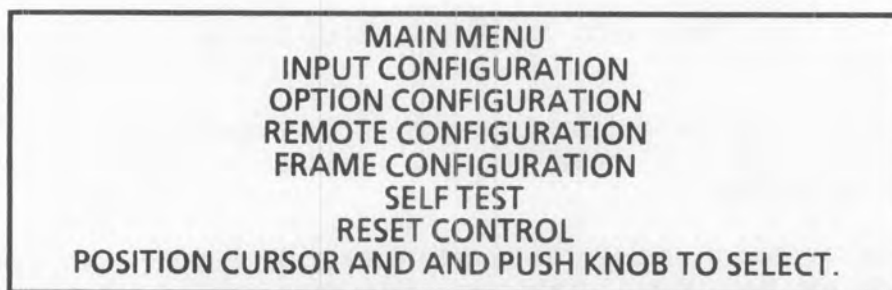 MAIN MENU
INPUT CONFIGURATION
OPTION CONFIGURATION
REMOTE CONFIGURATION
FRAME CONFIGURATION
SELF TEST
RESET CONTROL
POSITION CURSOR AND AND PUSH KNOB TO SELECT.